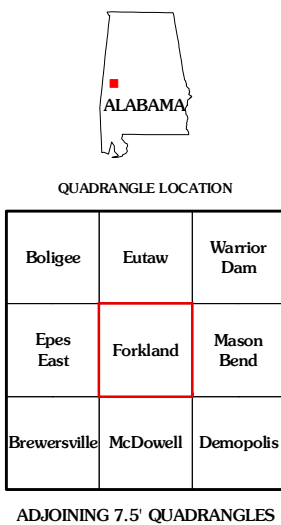 ALABAMA
QUADRANGLE LOCATION
Boligee
Eutaw
Warrior
Dam
Epes
East
Forkland
Mason
Bend
Brewersville
McDowell
Demopolis
ADJOINING 7.5' QUADRANGLES